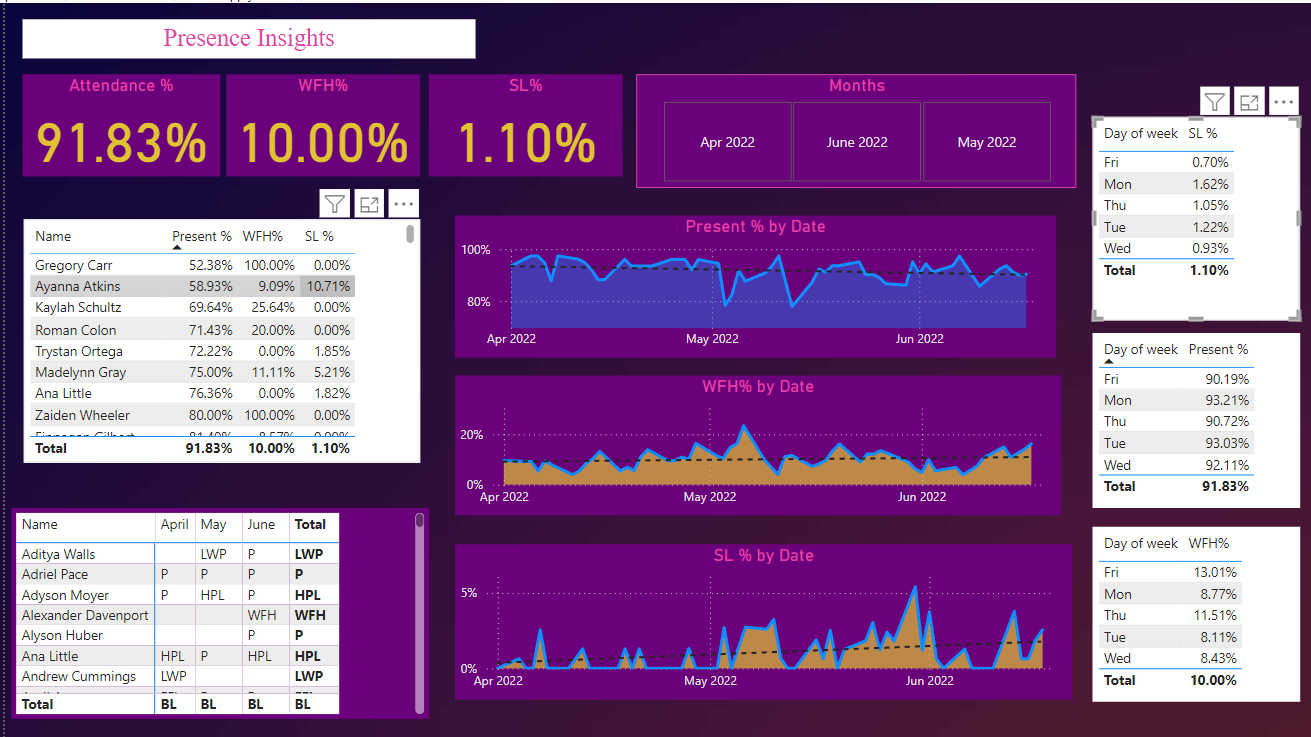 Presence Insights
Attendance %
91.83%
WFH%
10.00%
SL%
1.10%
Months
Apr 2022
June 2022
May 2022
Name Present % WFH% SL %
Gregory Carr 52.38% 100.00% 0.00%
Ayanna Atkins 58.93% 9.09% 10.71%
Kaylah Schultz 69.64% 25.64% 0.00%
Roman Colon 71.43% 20.00% 0.00%
Trystan Ortega 72.22% 0.00% 1.85%
Madelynn Gray 75.00% 11.11% 5.21%
Ana Little 76.36% 0.00% 1.82%
Zaiden Wheeler 80.00% 100.00% 0.00%
Total 91.83% 10.00% 1.10%
Name April May June Total
Aditya Walls LWP P LWP
Adriel Pace P P P P
Adyson Moyer P HPL P HPL
Alexander Davenport WFH WFH
Alyson Huber P P
Ana Little HPL P HPL HPL
Andrew Cummings LWP LWP
Total BL BL BL BL
Present % by Date
100%
80%
Apr 2022 May 2022 Jun 2022
WFH% by Date
20%
0%
Apr 2022 May 2022 Jun 2022
SL % by Date
5%
0%
Apr 2022 May 2022 Jun 2022
Day of week SL %
Fri 0.70%
Mon 1.62%
Thu 1.05%
Tue 1.22%
Wed 0.93%
Total 1.10%
Day of week Present %
Fri 90.19%
Mon 93.21%
Thu 90.72%
Tue 93.03%
Wed 92.11%
Total 91.83%
Day of week WFH%
Fri 13.01%
Mon 8.77%
Thu 11.51%
Tue 8.11%
Wed 8.43%
Total 10.00%